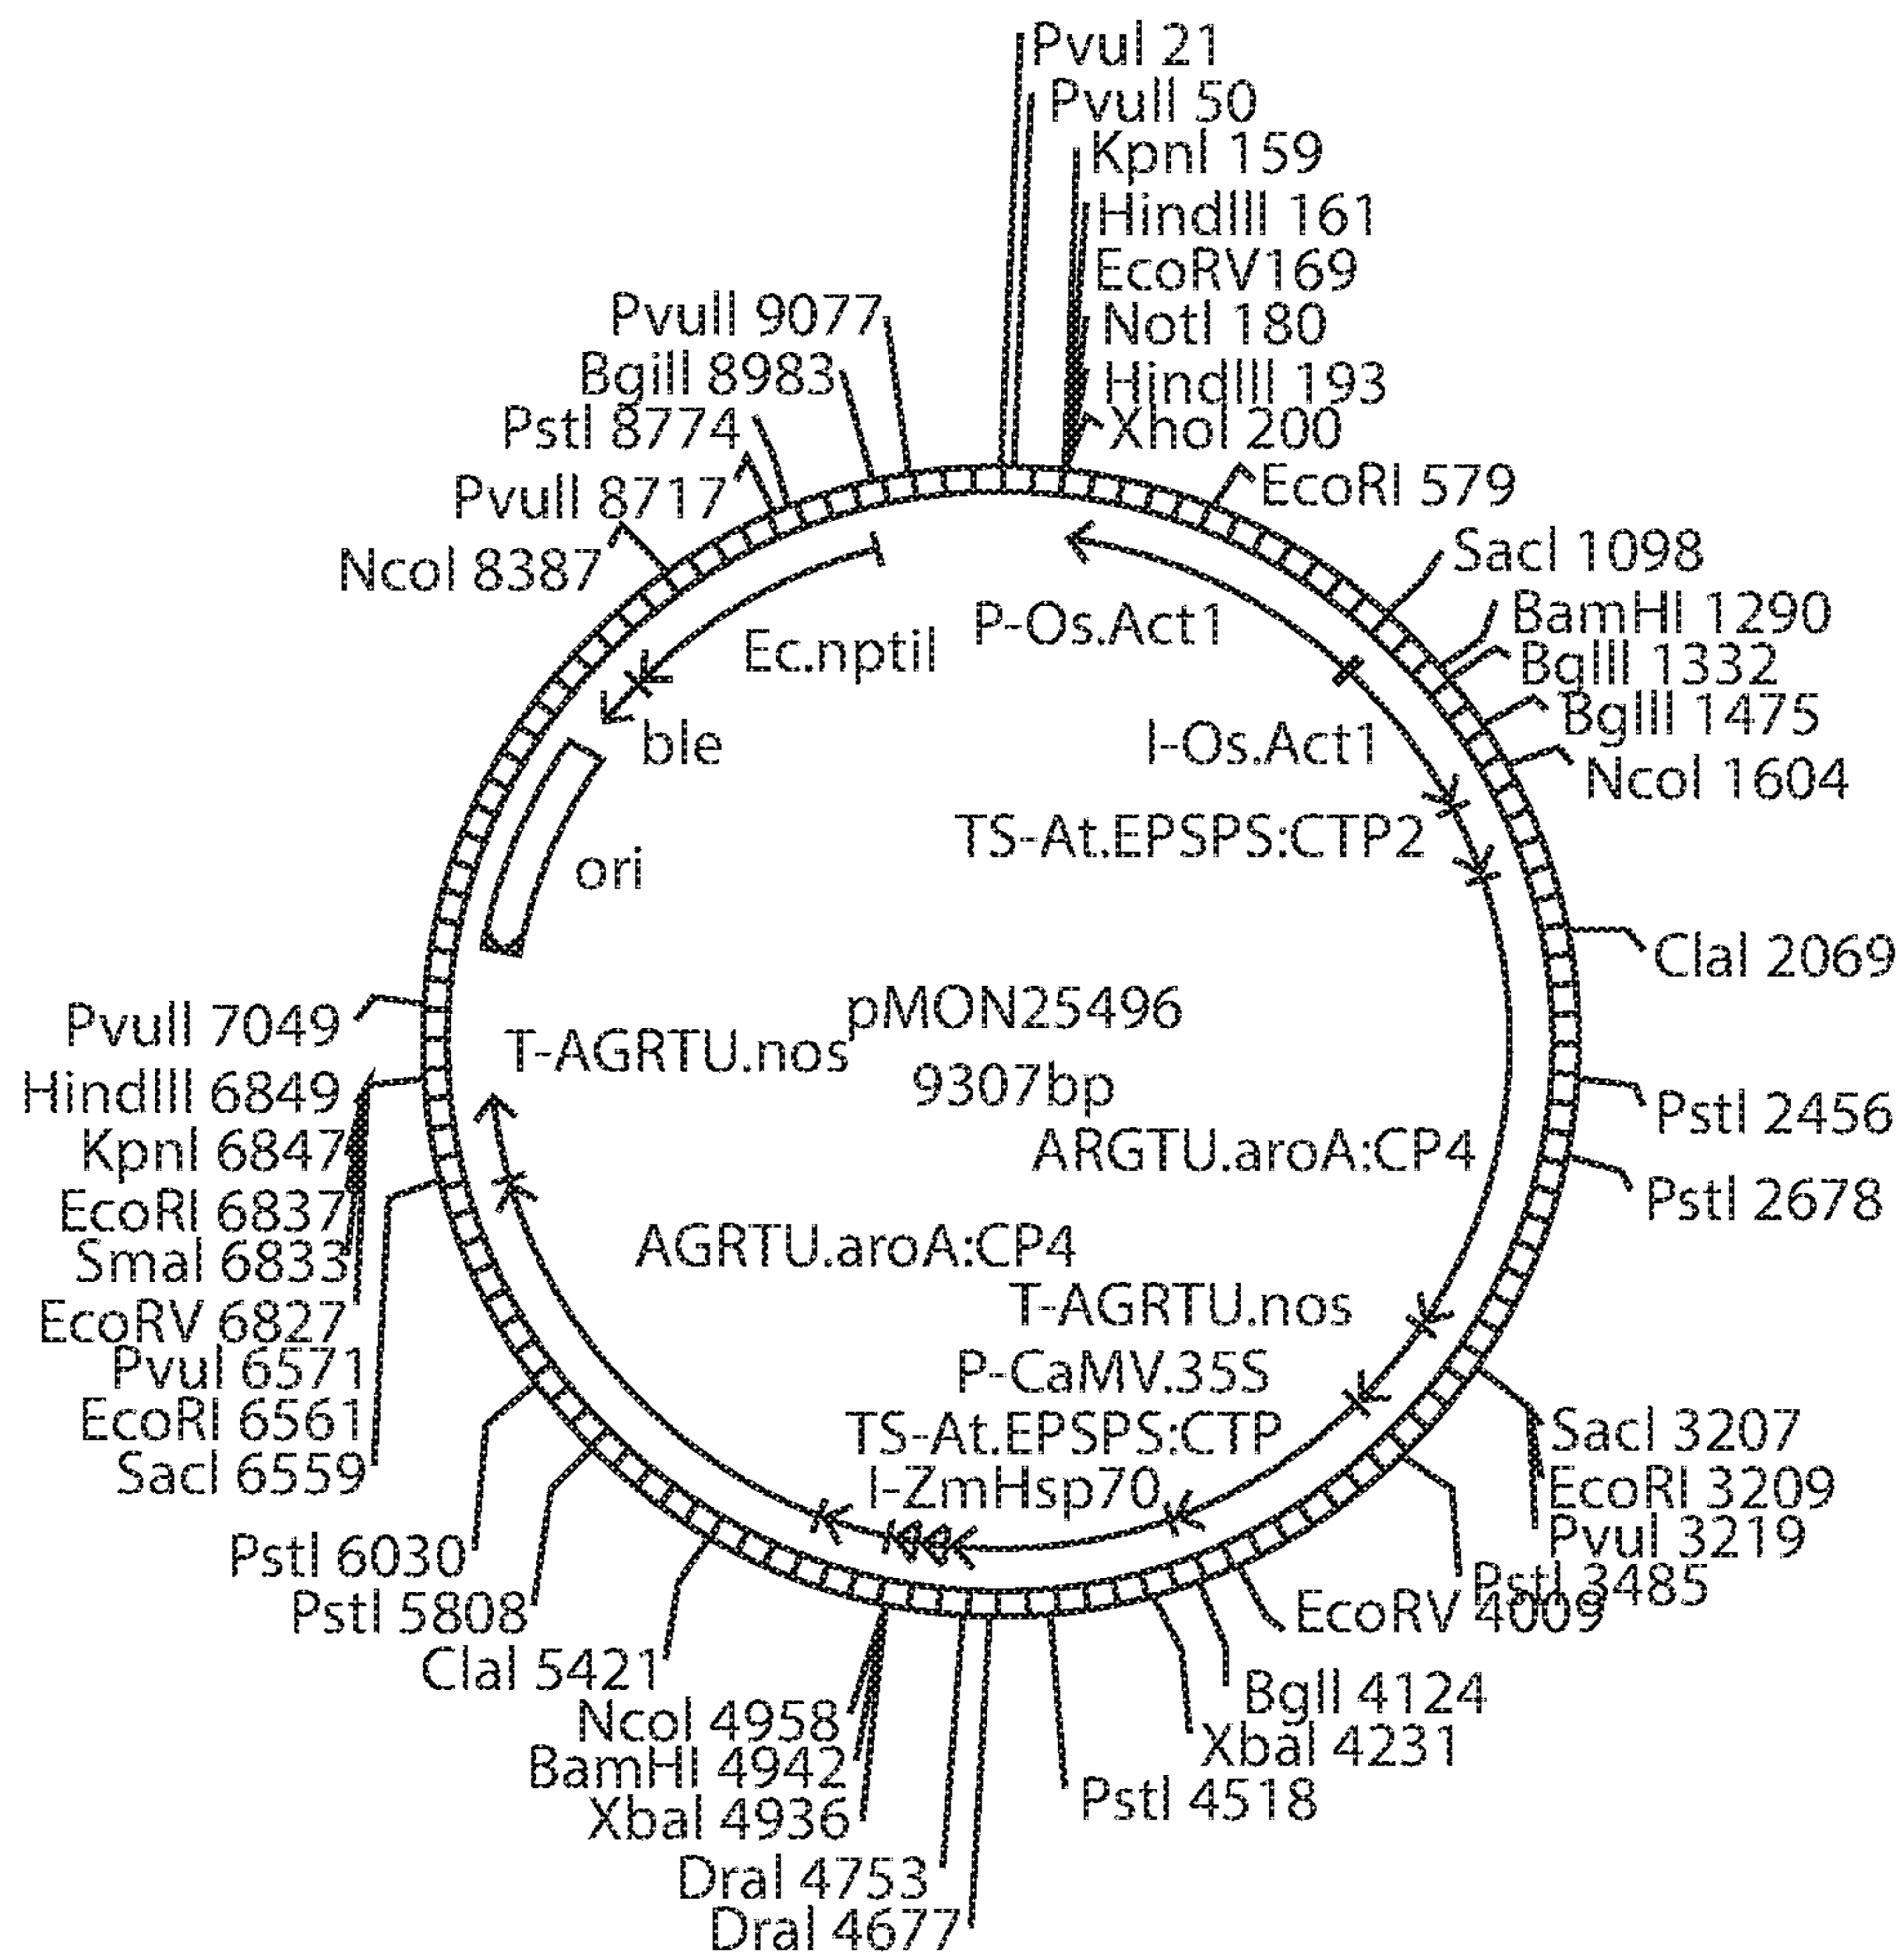 PvuI 21
PvuII 50
KpnI 159
HindIII 161
EcoRV169
NotI 180
HindIII 193
XhoI 200
EcoRI 579
SacI 1098
BamHI 1290
BglII 1332
BglII 1475
NcoI 1604
ClaI 2069
PstI 2456
PstI 2678
SacI 3207
EcoRI 3209
PvuI 3219
PstI 3485
EcoRV 4009
BglI 4124
XbaI 4231
PstI 4518
DraI 4677
DraI 4753
XbaI 4936
BamHI 4942
NcoI 4958
ClaI 5421
PstI 5808
PstI 6030
SacI 6559
EcoRI 6561
PvuI 6571
EcoRV 6827
SmaI 6833
EcoRI 6837
KpnI 6847
HindIII 6849
PvuII 7049
NcoI 8387
PvuII 8717
PstI 8774
BgiII 8983
PvuII 9077
P-Os.Act1
I-Os.Act1
TS-At.EPSPS:CTP2
ARGTU.aroA:CP4
T-AGRTU.nos
P-CaMV.35S
TS-At.EPSPS:CTP
I-ZmHsp70
AGRTU.aroA:CP4
T-AGRTU.nos
ori
ble
Ec.nptiI
pMON25496
9307bp